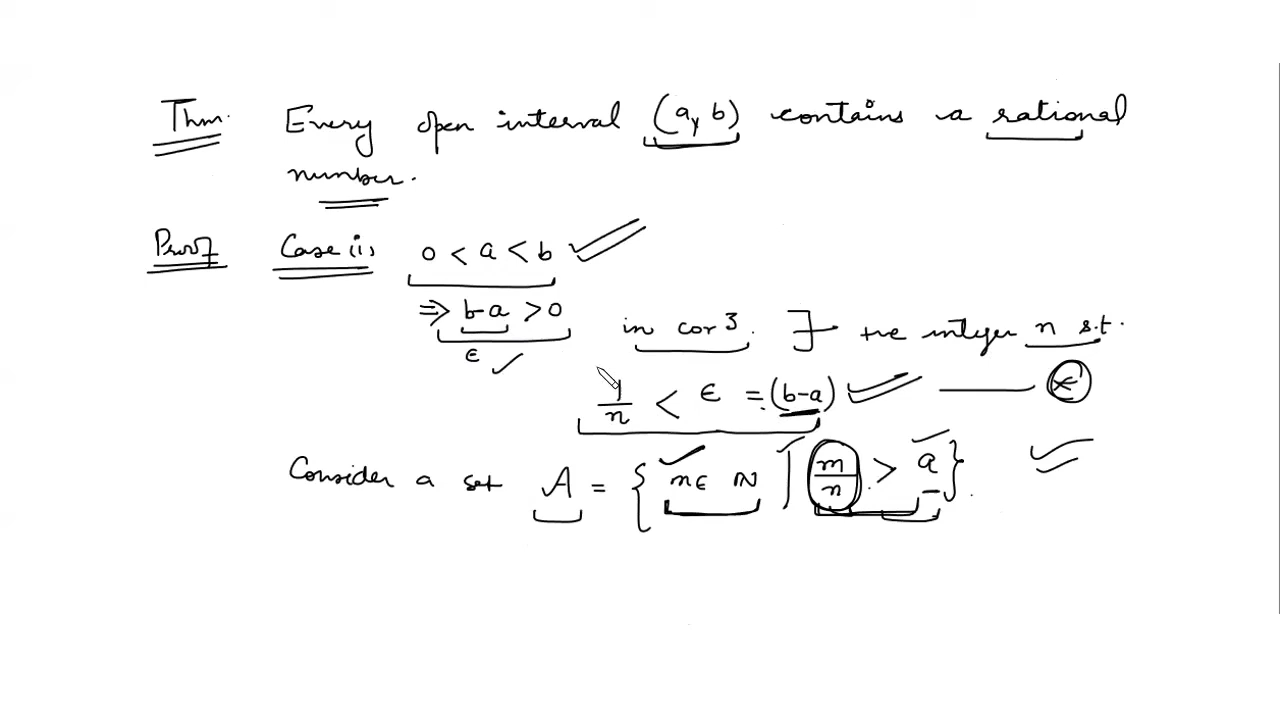 Thm. Every open interval (a, b) contains a rational
number.
Proof Case (i) 0 < a < b
⇒ b-a > 0 in cor 3. ∃ +ve integer n s.t.
ε
1/n < ε = (b-a) (*)
Consider a set A = { m ∈ N | m/n > a }.